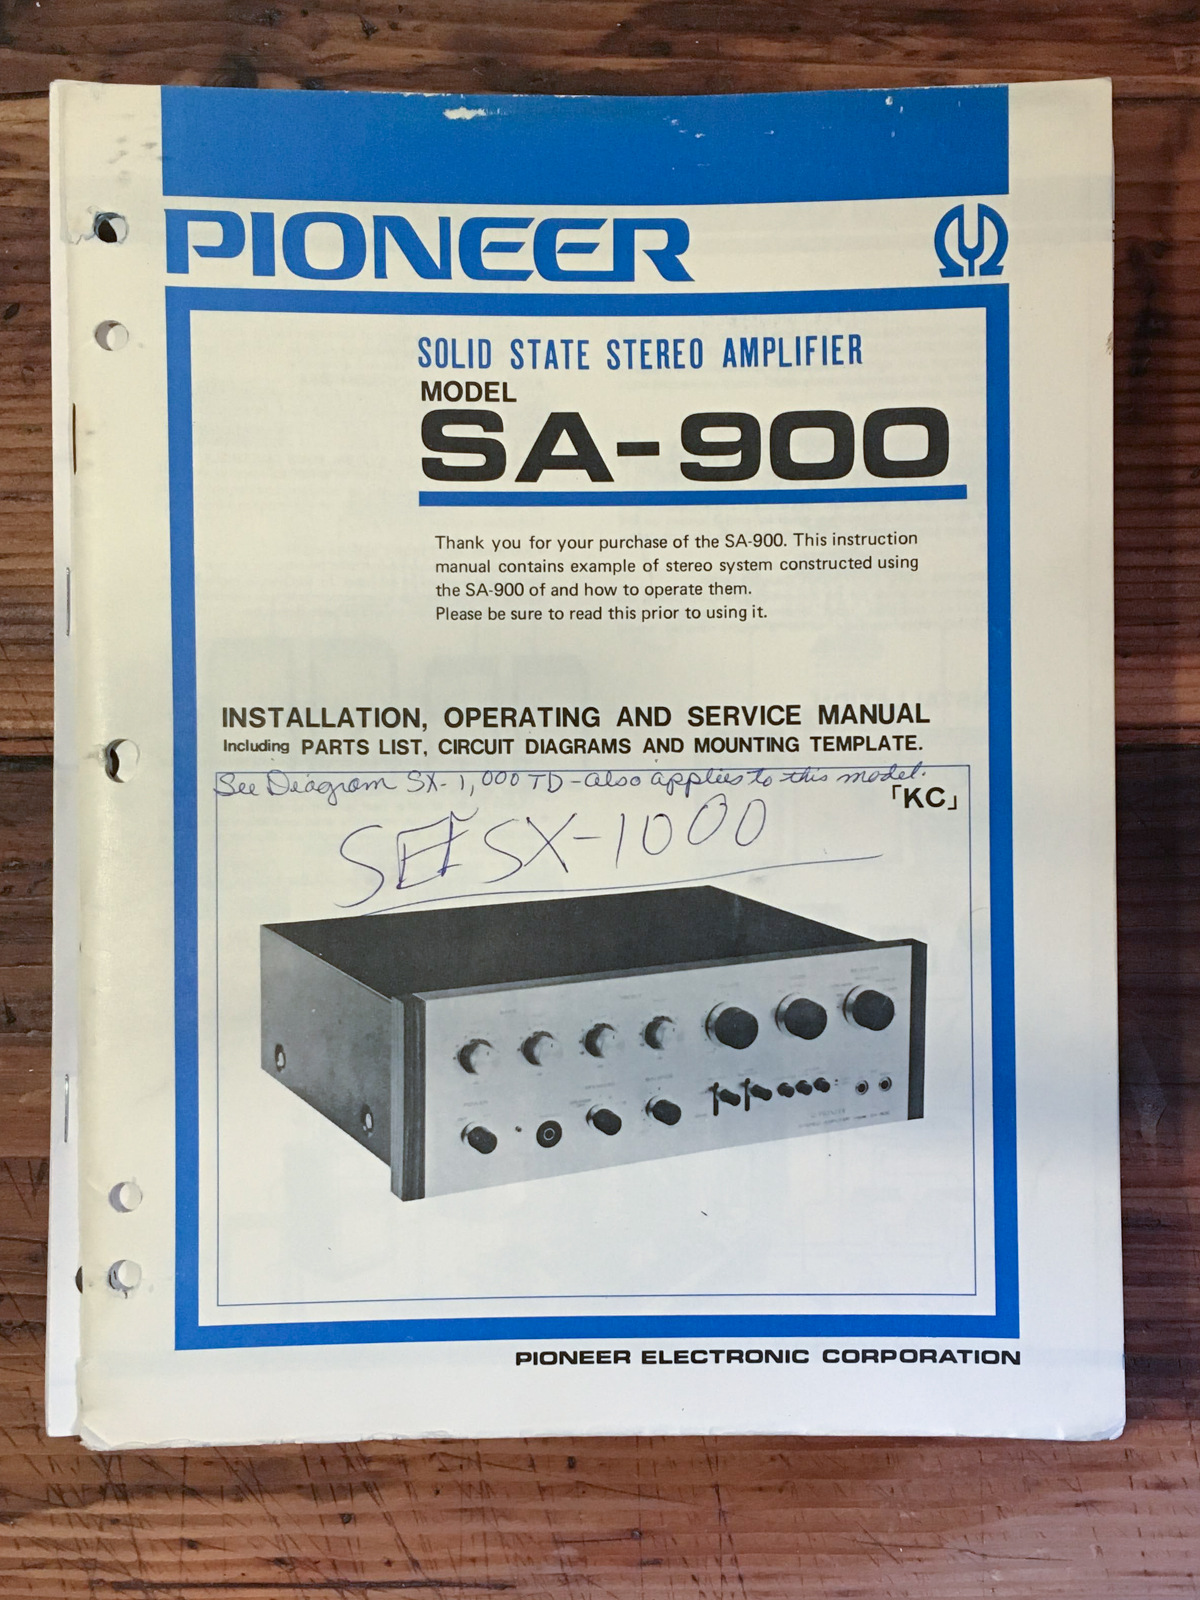 PIONEER
SOLID STATE STEREO AMPLIFIER
MODEL
SA-900
Thank you for your purchase of the SA-900. This instruction
manual contains example of stereo system constructed using
the SA-900 of and how to operate them.
Please be sure to read this prior to using it.
INSTALLATION, OPERATING AND SERVICE MANUAL
Including PARTS LIST, CIRCUIT DIAGRAMS AND MOUNTING TEMPLATE.
See Diagram SX-1,000 TD - also applies to this model.
「KC」
SEE SX-1000
PIONEER ELECTRONIC CORPORATION